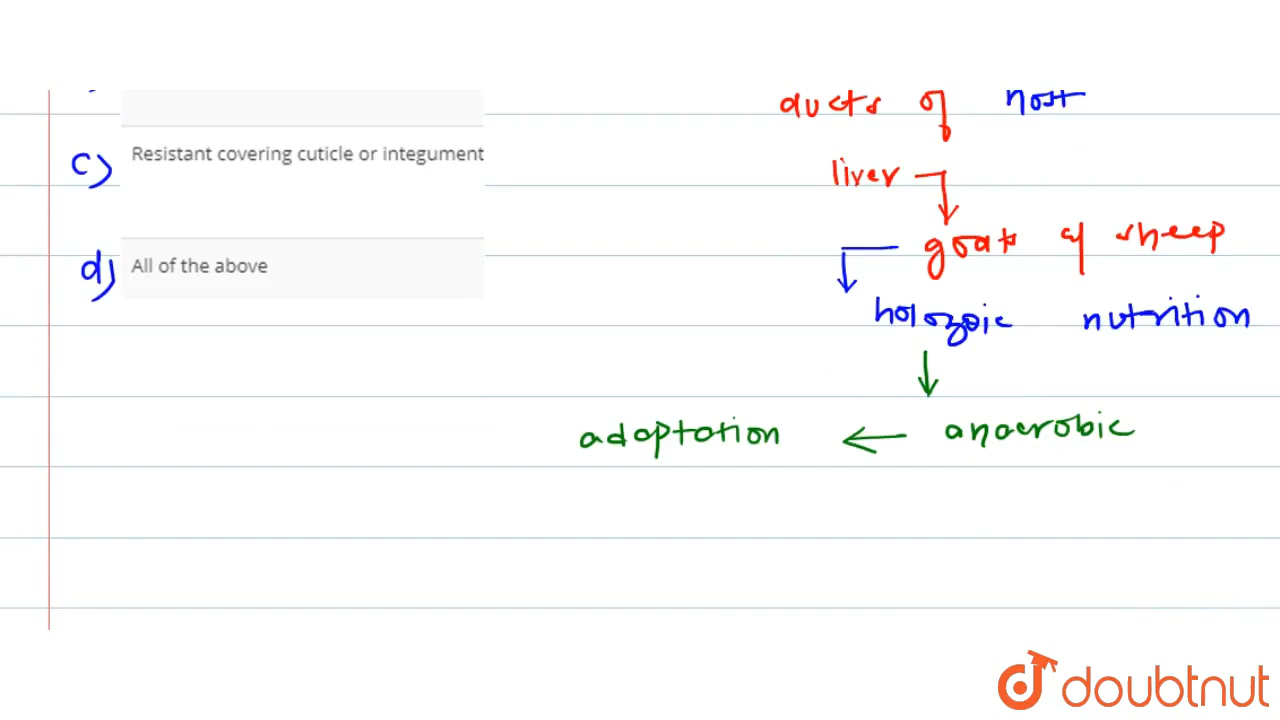 ducts of host
c) Resistant covering cuticle or integument
liver
goats of sheep
d) All of the above
holozoic nutrition
adaptation anaerobic
doubtnut